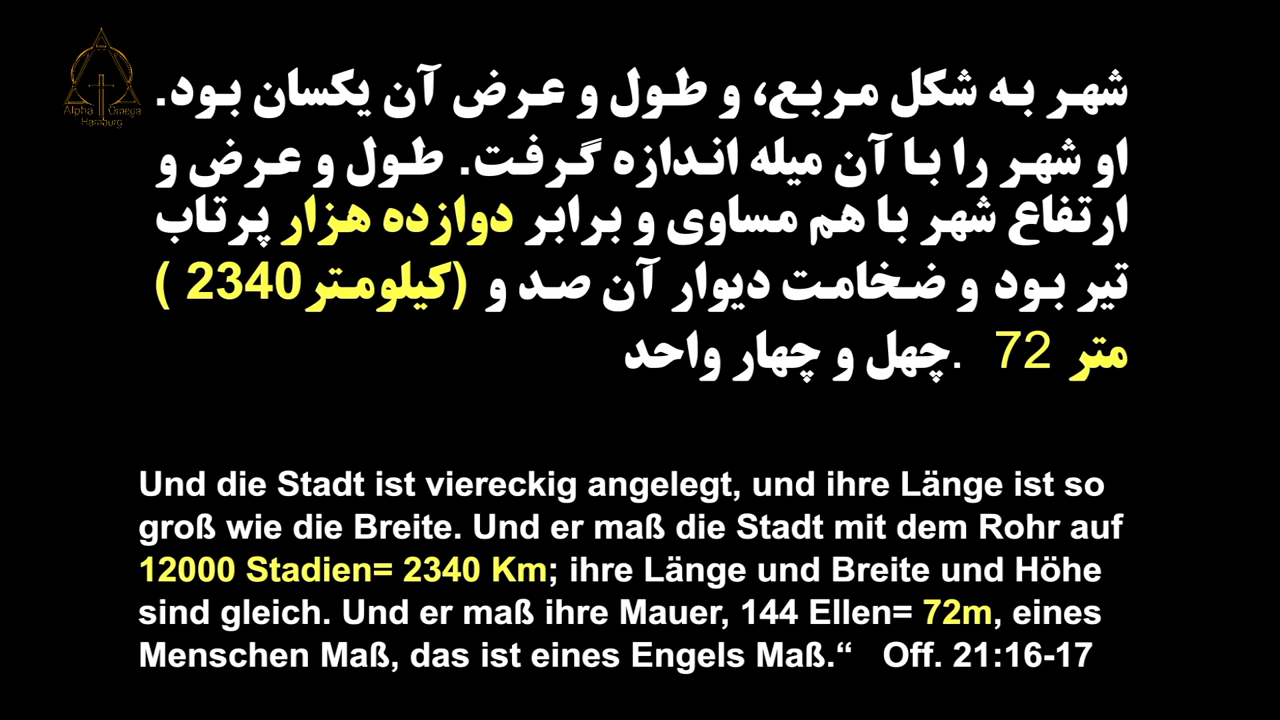 Alpha Omega
Hamburg
شهر به شکل مربع، و طول و عرض آن یکسان بود.
او شهر را با آن میله اندازه گرفت. طول و عرض و
ارتفاع شهر با هم مساوی و برابر دوازده هزار پرتاب
تیر بود و ضخامت دیوار آن صد و (کیلومتر2340 )
متر 72 .چهل و چهار واحد
Und die Stadt ist viereckig angelegt, und ihre Länge ist so
groß wie die Breite. Und er maß die Stadt mit dem Rohr auf
12000 Stadien= 2340 Km; ihre Länge und Breite und Höhe
sind gleich. Und er maß ihre Mauer, 144 Ellen= 72m, eines
Menschen Maß, das ist eines Engels Maß.“ Off. 21:16-17